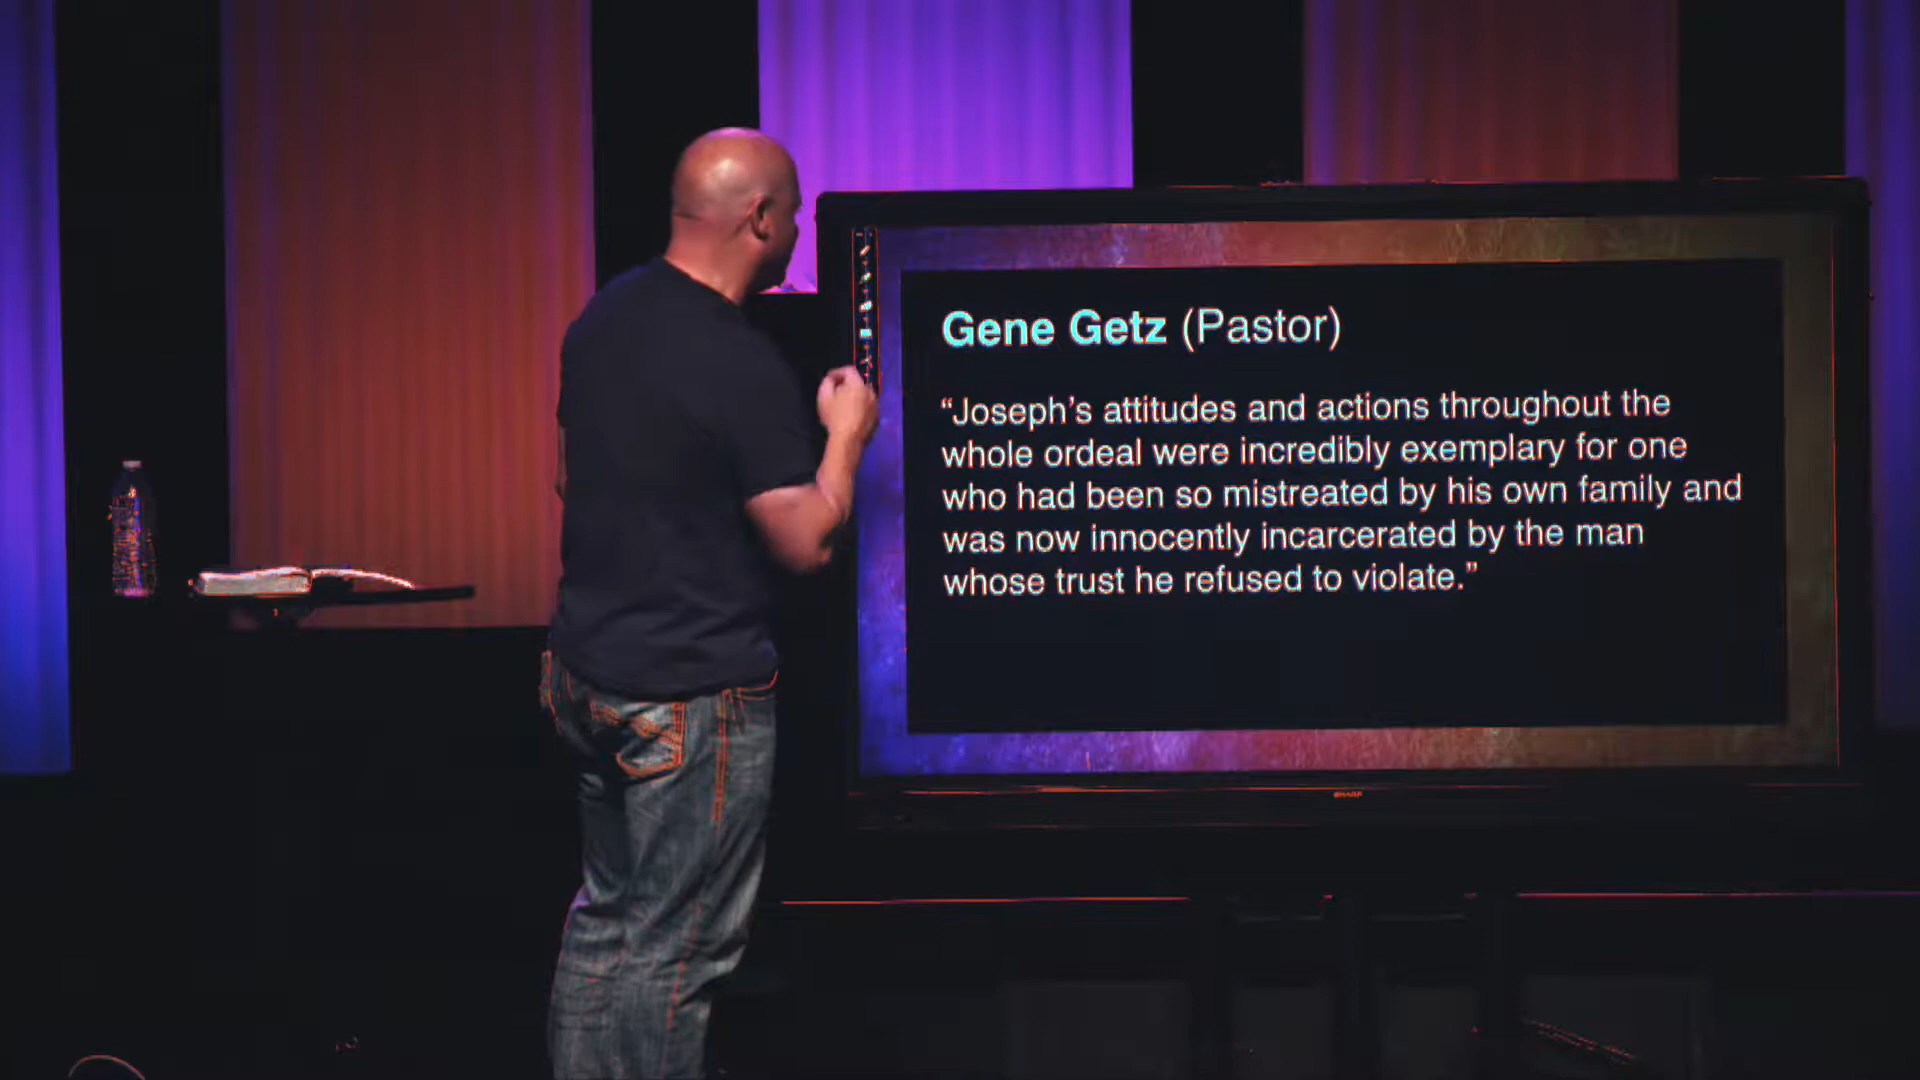 Gene Getz (Pastor)
“Joseph’s attitudes and actions throughout the
whole ordeal were incredibly exemplary for one
who had been so mistreated by his own family and
was now innocently incarcerated by the man
whose trust he refused to violate.”
SHARP